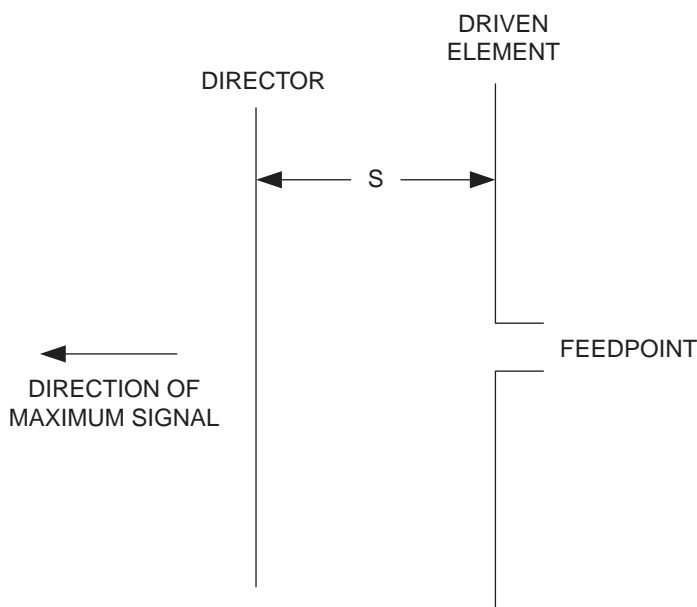 DRIVEN
ELEMENT
DIRECTOR
S
FEEDPOINT
DIRECTION OF
MAXIMUM SIGNAL